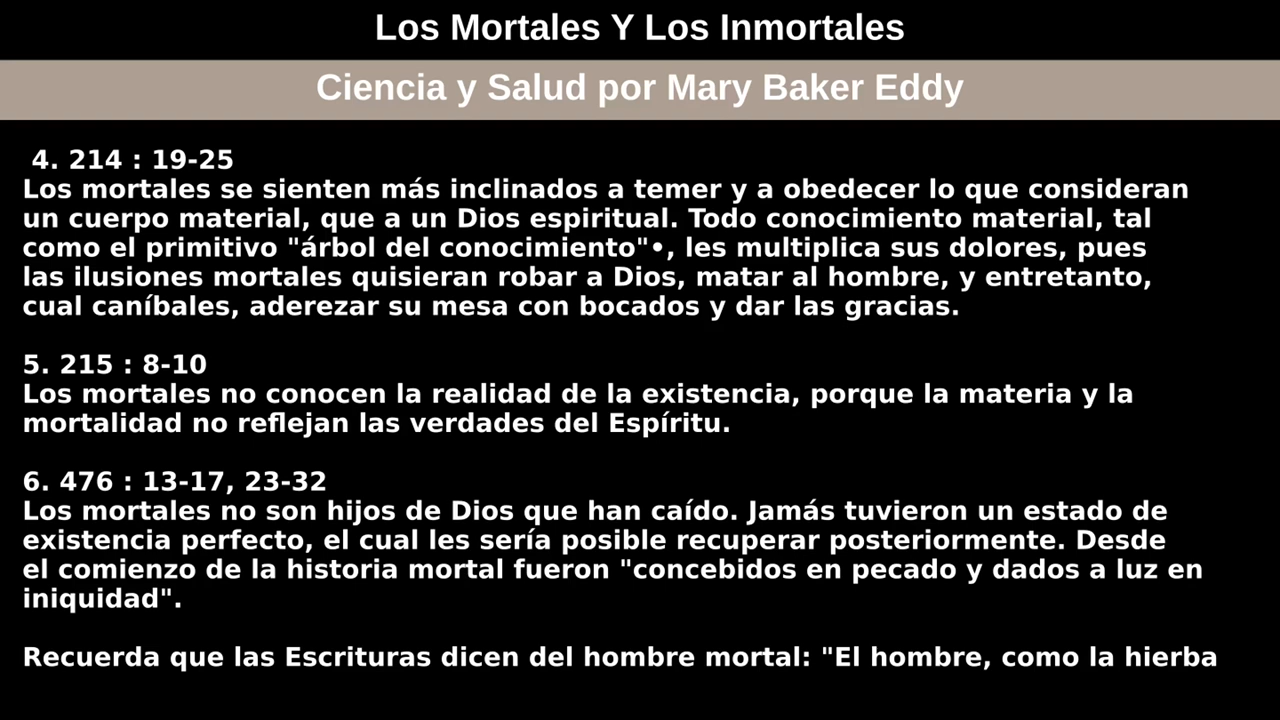 Los Mortales Y Los Inmortales
Ciencia y Salud por Mary Baker Eddy
4. 214 : 19-25
Los mortales se sienten más inclinados a temer y a obedecer lo que consideran
un cuerpo material, que a un Dios espiritual. Todo conocimiento material, tal
como el primitivo "árbol del conocimiento"•, les multiplica sus dolores, pues
las ilusiones mortales quisieran robar a Dios, matar al hombre, y entretanto,
cual caníbales, aderezar su mesa con bocados y dar las gracias.
5. 215 : 8-10
Los mortales no conocen la realidad de la existencia, porque la materia y la
mortalidad no reflejan las verdades del Espíritu.
6. 476 : 13-17, 23-32
Los mortales no son hijos de Dios que han caído. Jamás tuvieron un estado de
existencia perfecto, el cual les sería posible recuperar posteriormente. Desde
el comienzo de la historia mortal fueron "concebidos en pecado y dados a luz en
iniquidad".
Recuerda que las Escrituras dicen del hombre mortal: "El hombre, como la hierba